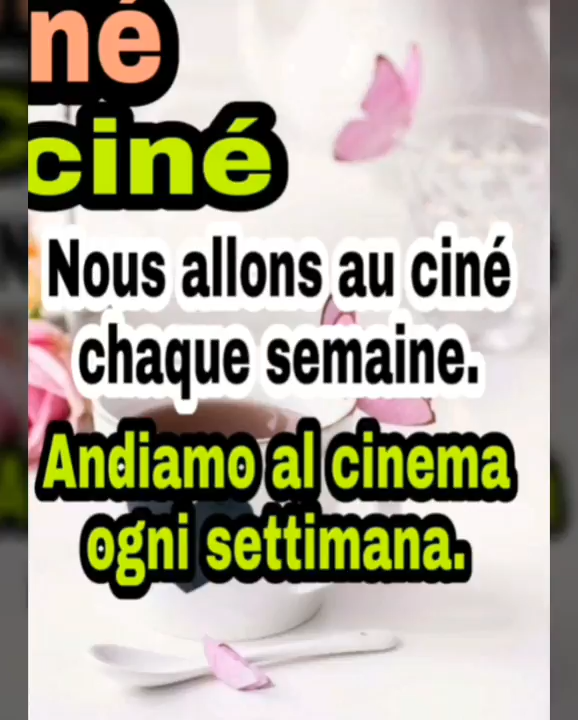 né
ciné
Nous allons au ciné
chaque semaine.
Andiamo al cinema
ogni settimana.